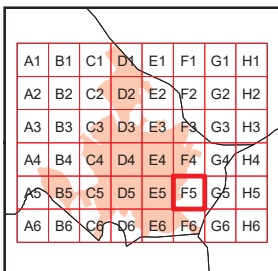 A1 B1 C1 D1 E1 F1 G1 H1
A2 B2 C2 D2 E2 F2 G2 H2
A3 B3 C3 D3 E3 F3 G3 H3
A4 B4 C4 D4 E4 F4 G4 H4
A5 B5 C5 D5 E5 F5 G5 H5
A6 B6 C6 D6 E6 F6 G6 H6